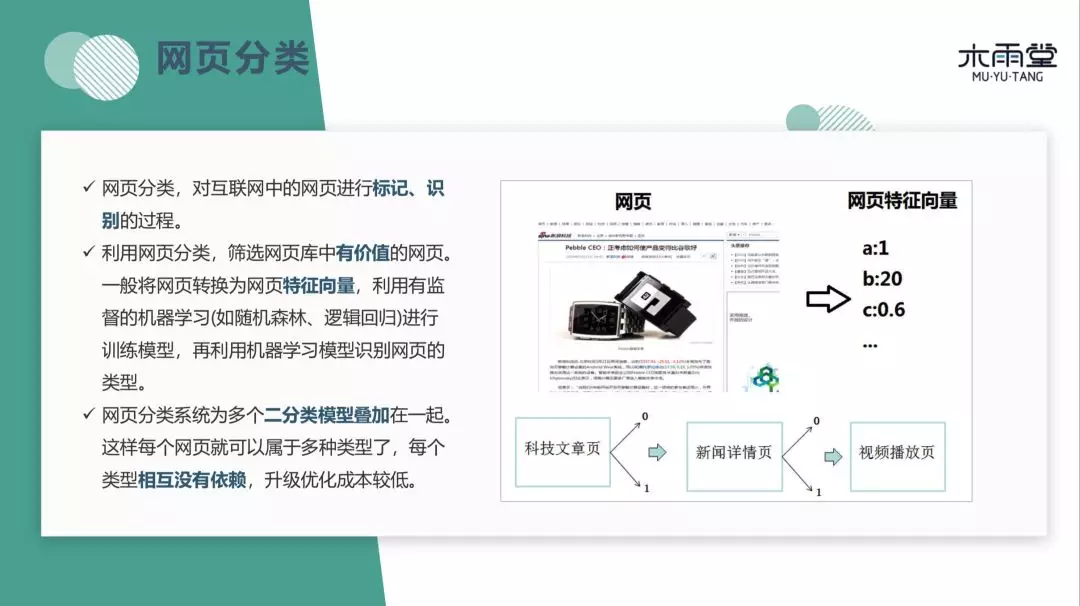 网页分类
木雨堂
MU·YU·TANG
✓ 网页分类，对互联网中的网页进行标记、识
别的过程。
✓ 利用网页分类，筛选网页库中有价值的网页。
一般将网页转换为网页特征向量，利用有监
督的机器学习(如随机森林、逻辑回归)进行
训练模型，再利用机器学习模型识别网页的
类型。
✓ 网页分类系统为多个二分类模型叠加在一起。
这样每个网页就可以属于多种类型了，每个
类型相互没有依赖，升级优化成本较低。
网页
Pebble CEO：正考虑如何使产品变得比谷歌好
头条推荐
网页特征向量
a:1
b:20
c:0.6
...
科技文章页
0
1
新闻详情页
0
1
视频播放页